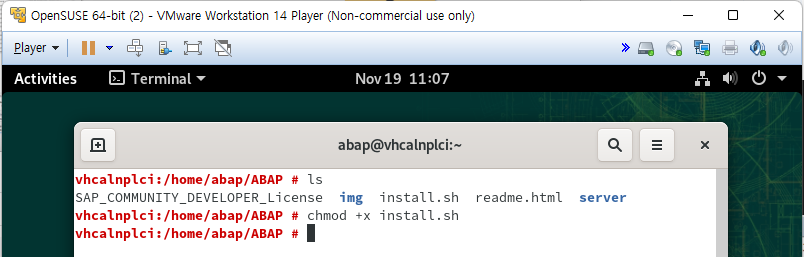 OpenSUSE 64-bit (2) - VMware Workstation 14 Player (Non-commercial use only)
Player
Activities Terminal Nov 19 11:07
abap@vhcalnplci:~
vhcalnplci:/home/abap/ABAP # ls
SAP_COMMUNITY_DEVELOPER_License img install.sh readme.html server
vhcalnplci:/home/abap/ABAP # chmod +x install.sh
vhcalnplci:/home/abap/ABAP #